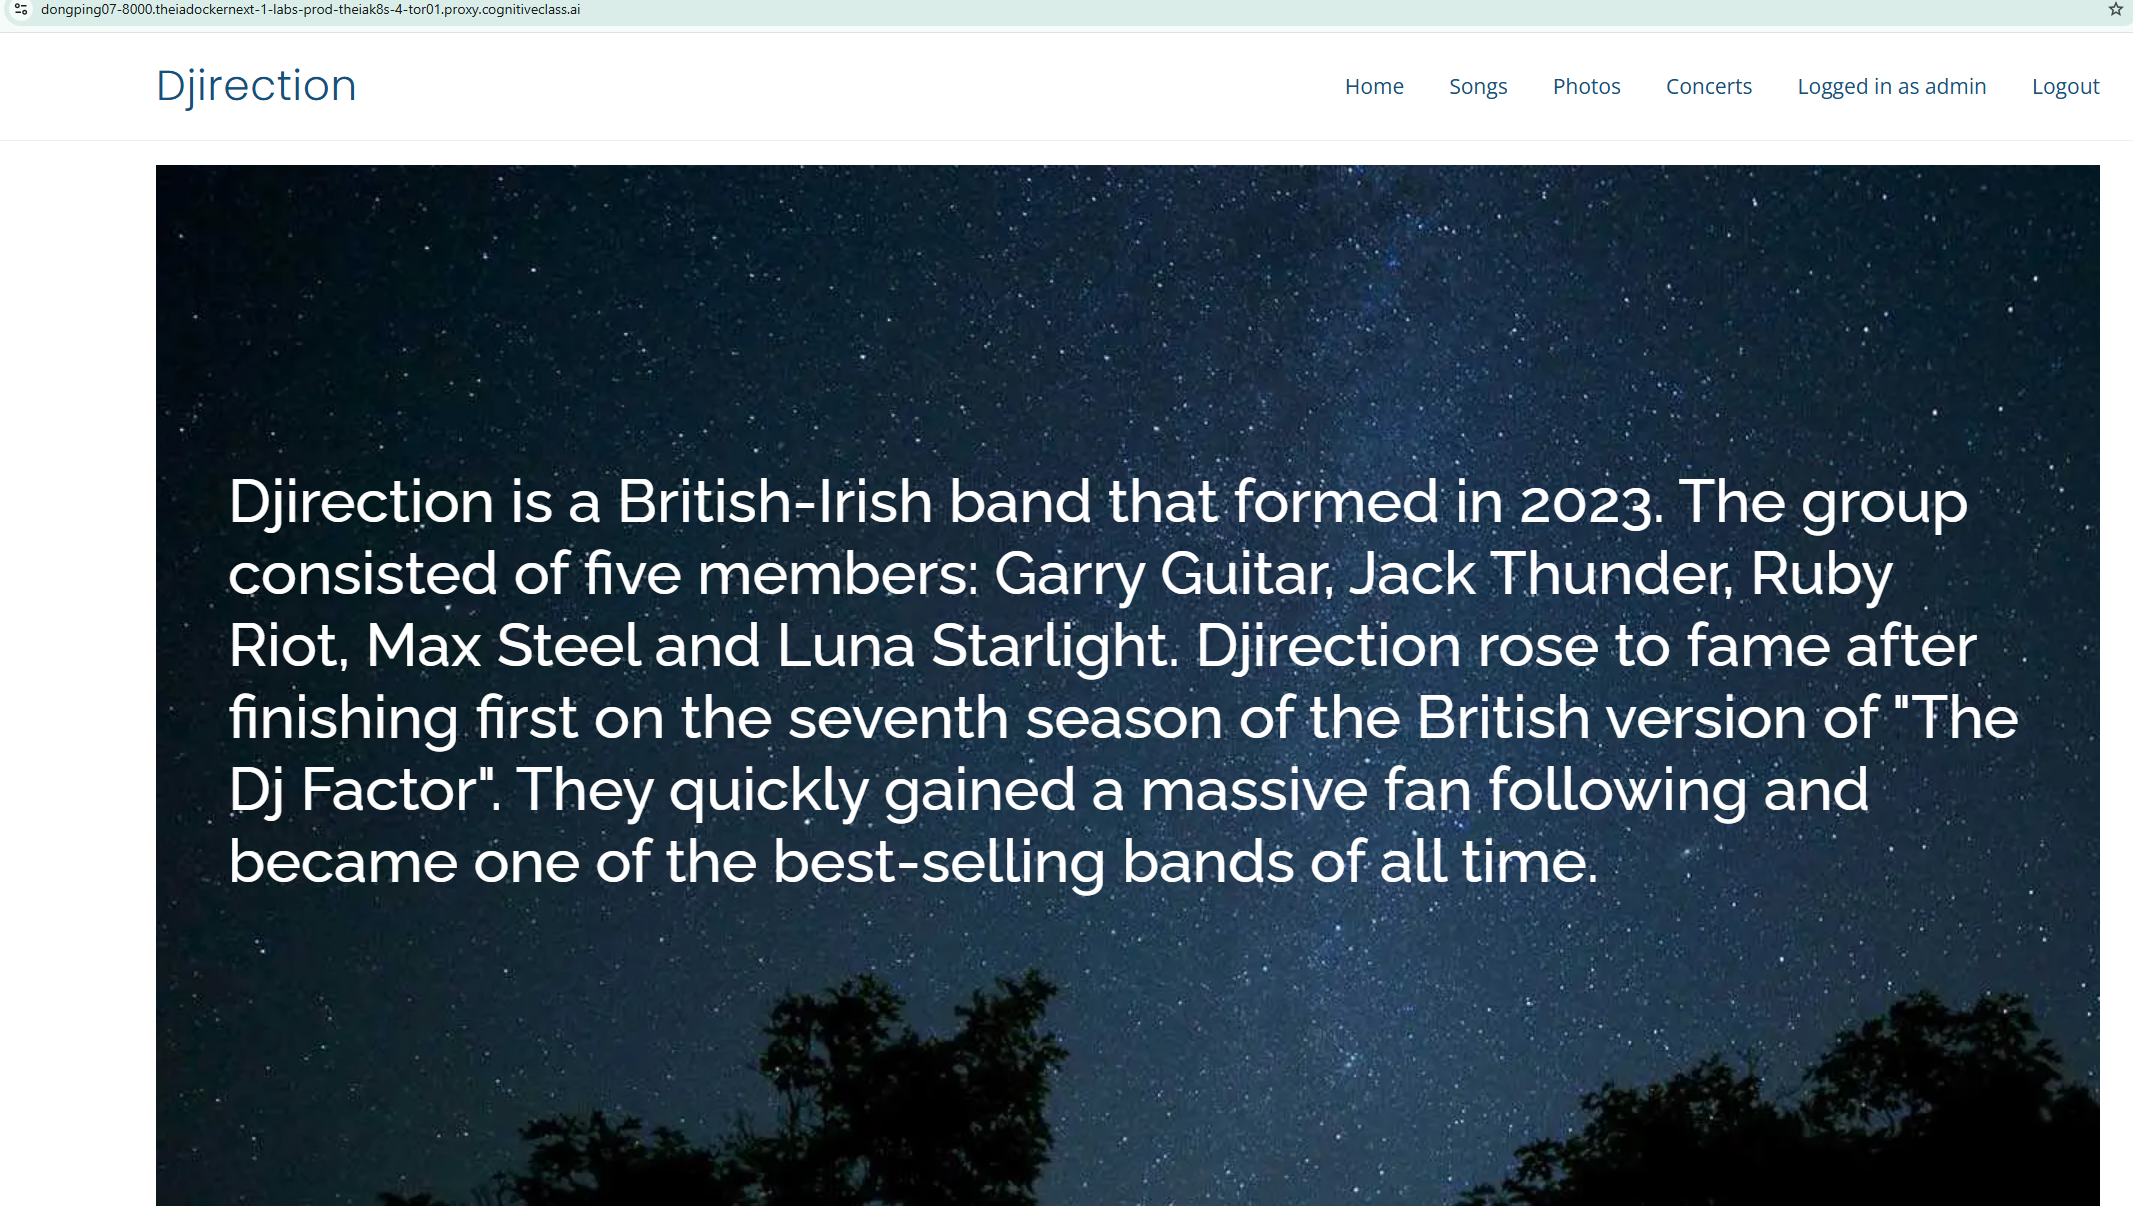 dongping07-8000.theiadockernext-1-labs-prod-theiak8s-4-tor01.proxy.cognitiveclass.ai
Djirection
Home Songs Photos Concerts Logged in as admin Logout
Djirection is a British-Irish band that formed in 2023. The group
consisted of five members: Garry Guitar, Jack Thunder, Ruby
Riot, Max Steel and Luna Starlight. Djirection rose to fame after
finishing first on the seventh season of the British version of "The
Dj Factor". They quickly gained a massive fan following and
became one of the best-selling bands of all time.